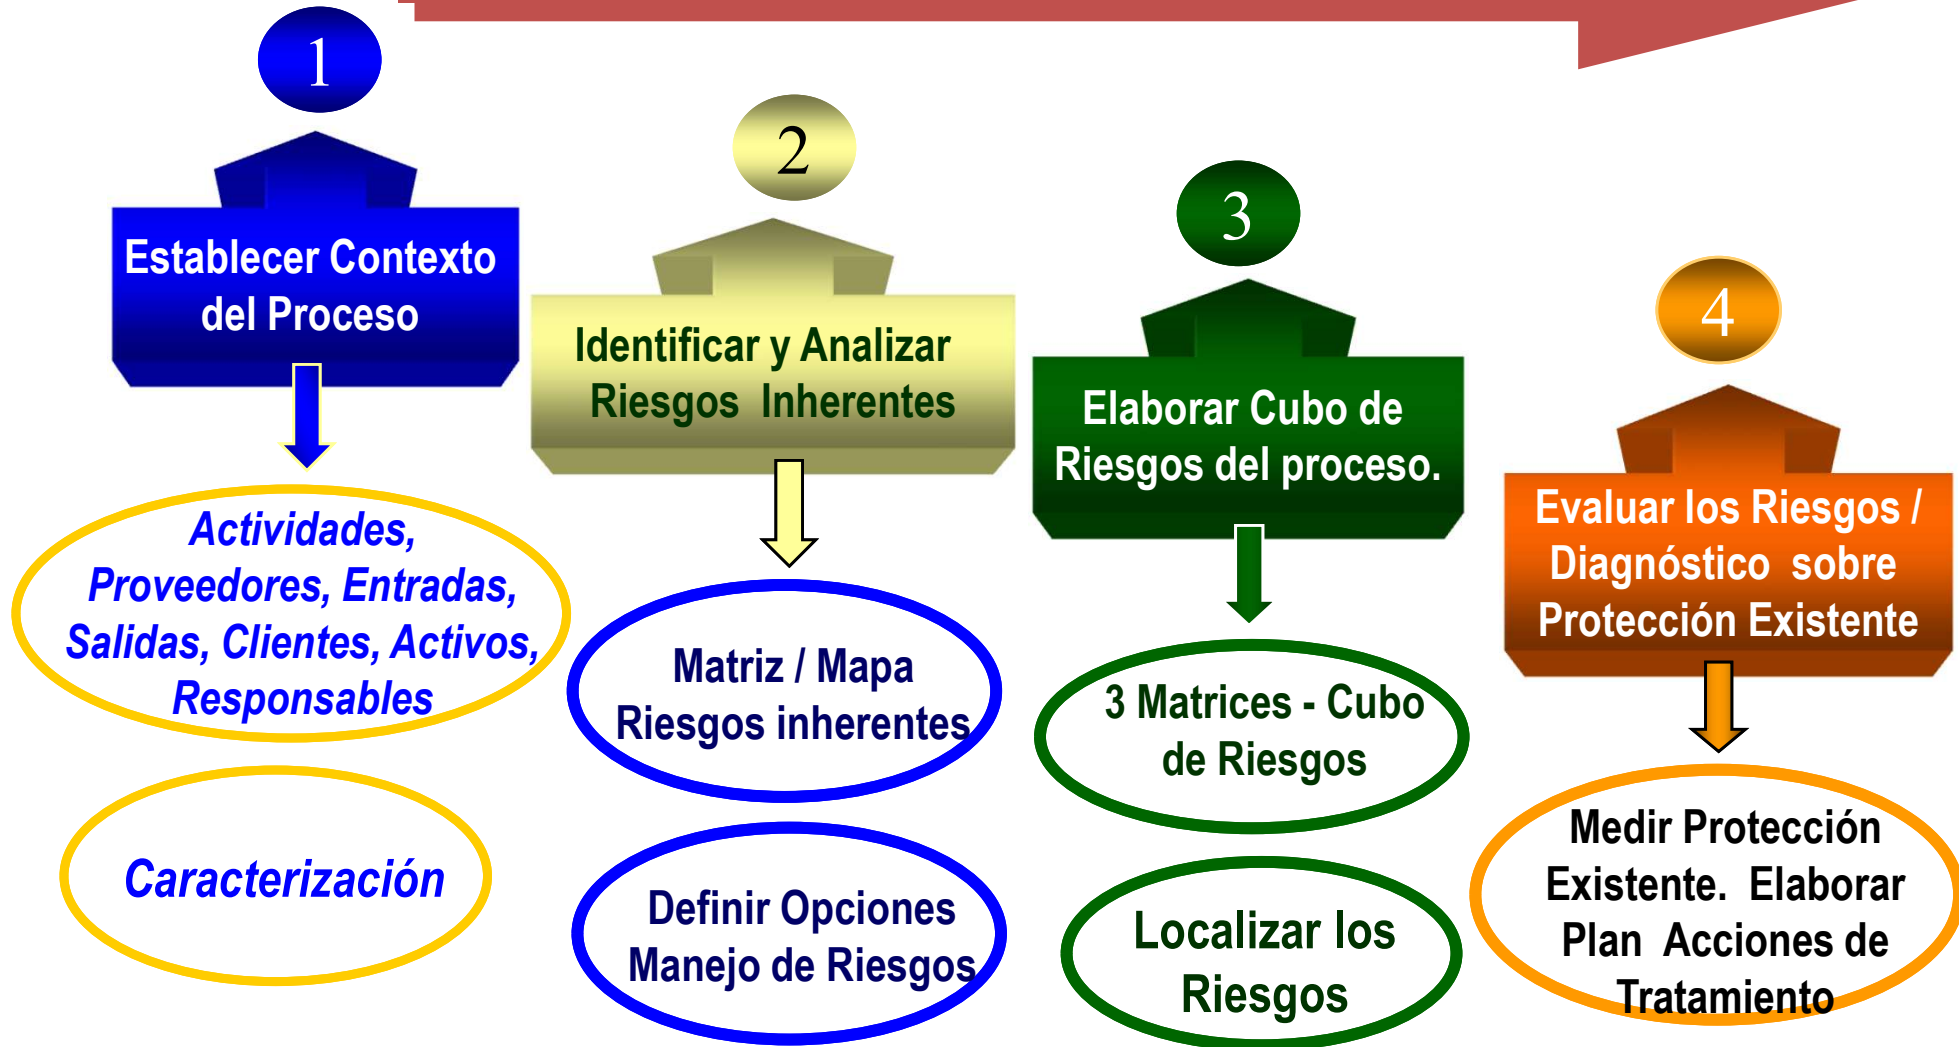 1
Establecer Contexto
del Proceso
Actividades,
Proveedores, Entradas,
Salidas, Clientes, Activos,
Responsables
Caracterización
2
Identificar y Analizar
Riesgos Inherentes
Matriz / Mapa
Riesgos inherentes
Definir Opciones
Manejo de Riesgos
3
Elaborar Cubo de
Riesgos del proceso.
3 Matrices - Cubo
de Riesgos
Localizar los
Riesgos
4
Evaluar los Riesgos /
Diagnóstico sobre
Protección Existente
Medir Protección
Existente. Elaborar
Plan Acciones de
Tratamiento